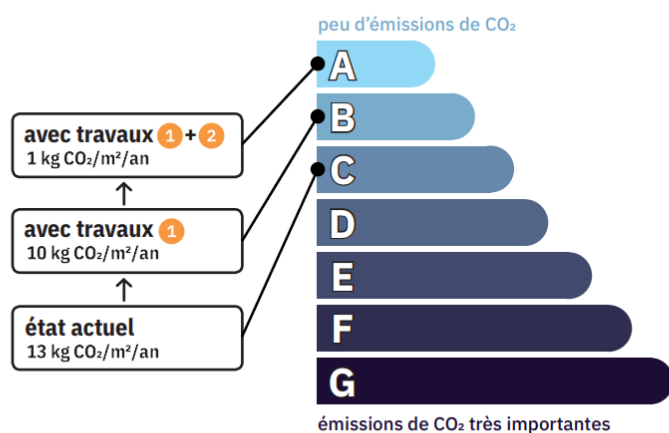 peu d'émissions de CO₂
A
avec travaux 1 + 2
1 kg CO₂/m²/an
B
C
avec travaux 1
10 kg CO₂/m²/an
D
E
état actuel
13 kg CO₂/m²/an
F
G
émissions de CO₂ très importantes